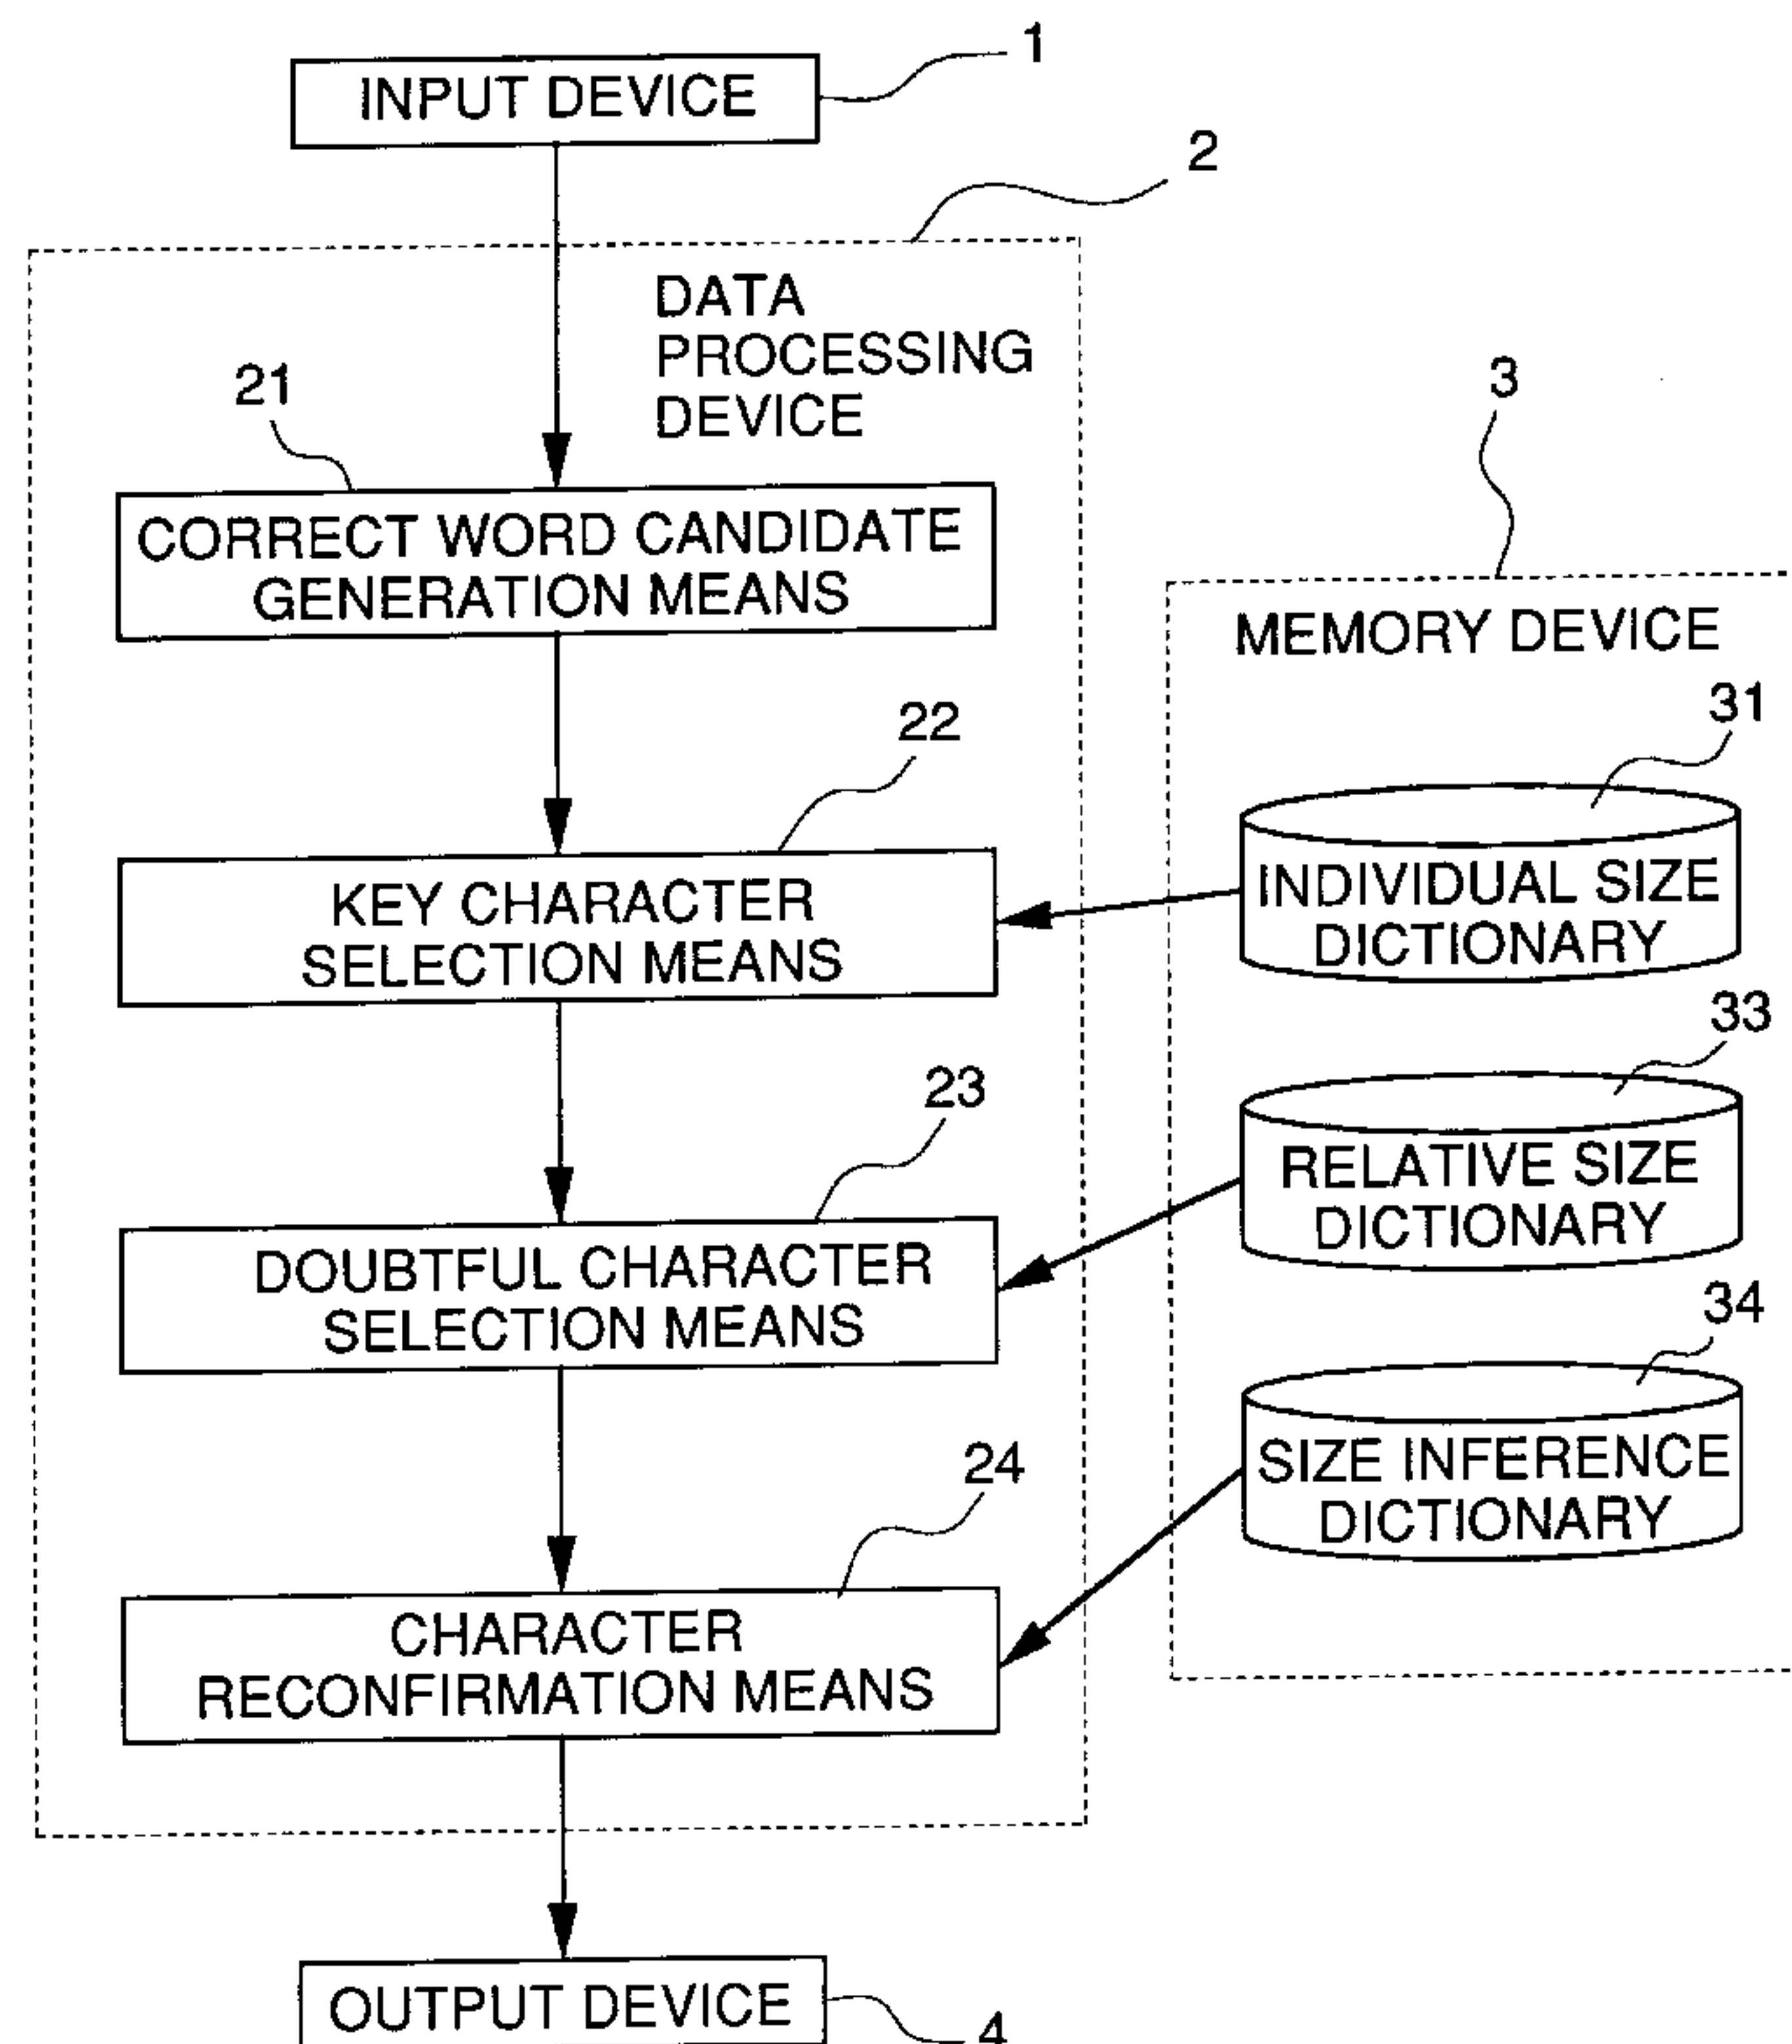 1
INPUT DEVICE
2
DATA
PROCESSING
DEVICE
21
CORRECT WORD CANDIDATE
GENERATION MEANS
3
MEMORY DEVICE
22
31
KEY CHARACTER
SELECTION MEANS
INDIVIDUAL SIZE
DICTIONARY
23
33
DOUBTFUL CHARACTER
SELECTION MEANS
RELATIVE SIZE
DICTIONARY
24
34
CHARACTER
RECONFIRMATION MEANS
SIZE INFERENCE
DICTIONARY
OUTPUT DEVICE
4